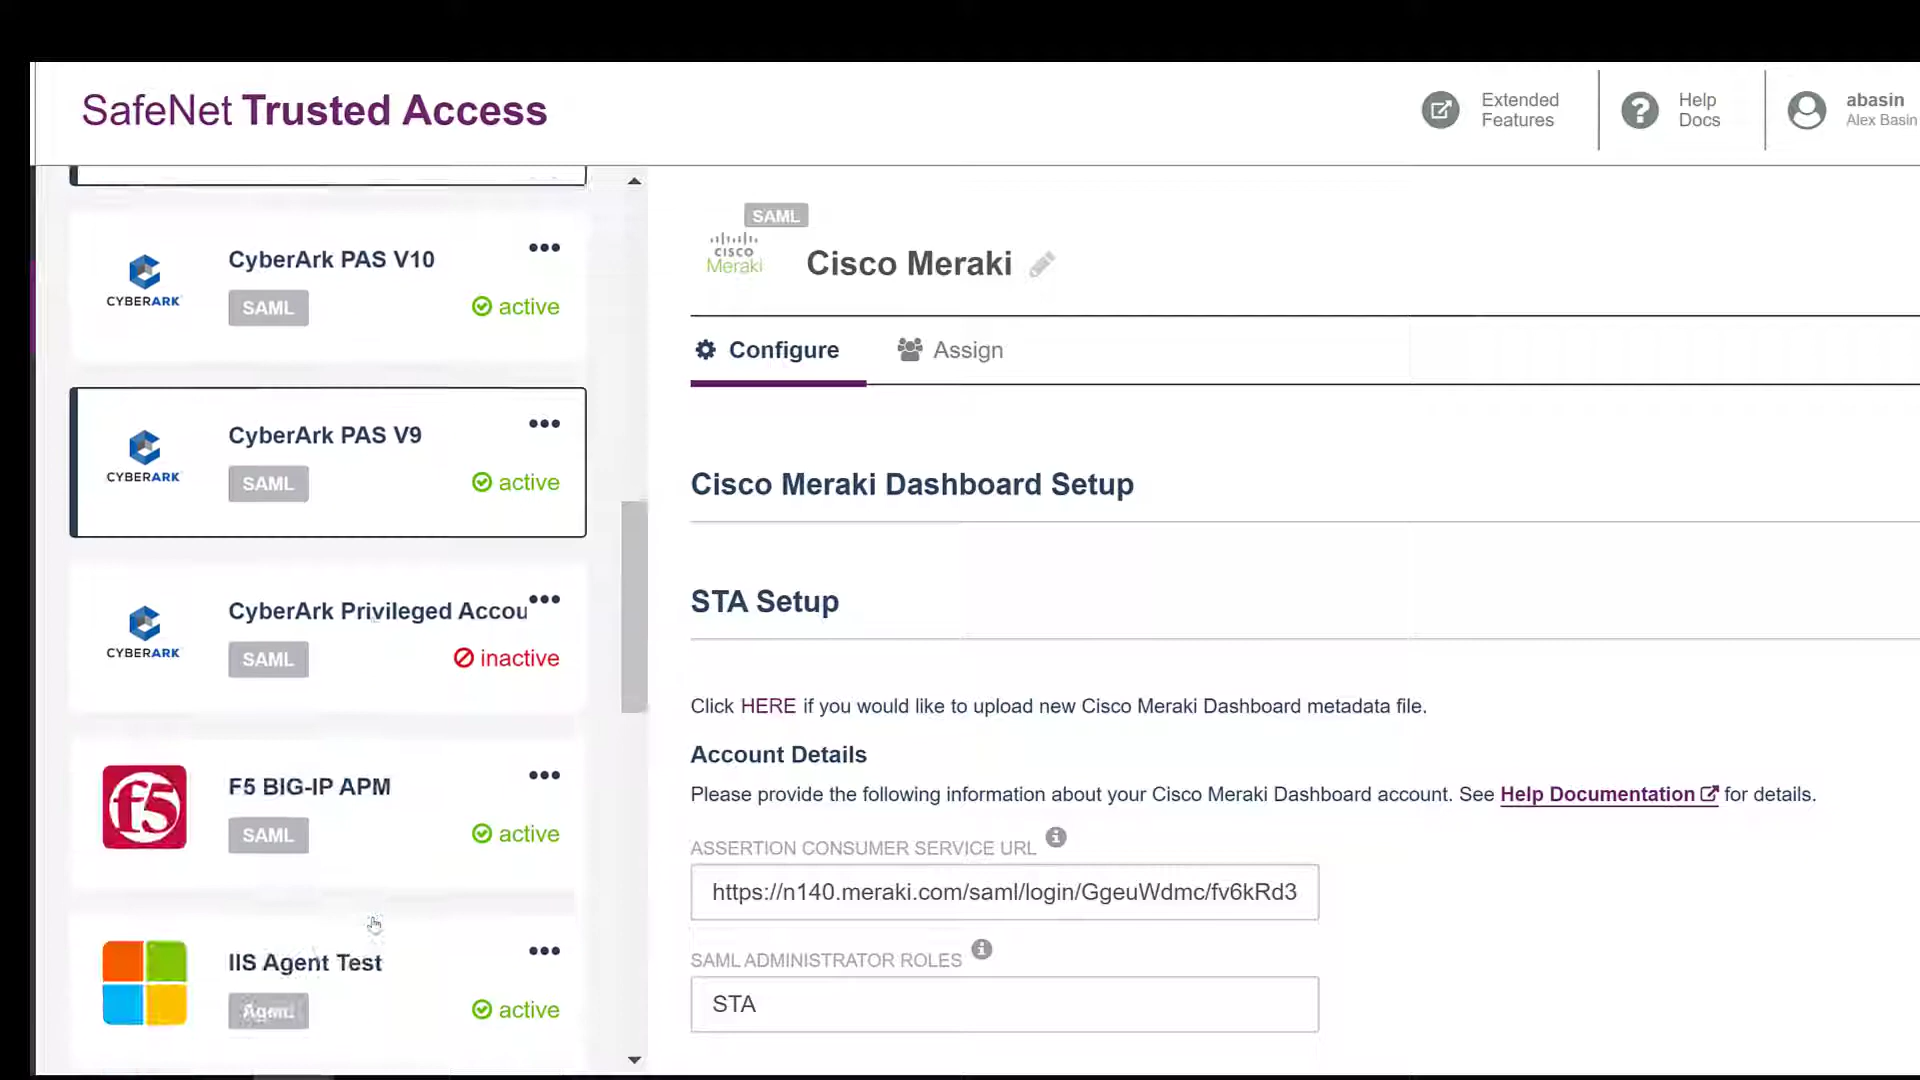 SafeNet Trusted Access
Extended
Features
Help
Docs
abasin
Alex Basin
CyberArk PAS V10
CYBERARK
SAML
active
CyberArk PAS V9
CYBERARK
SAML
active
CyberArk Privileged Accou
CYBERARK
SAML
inactive
F5 BIG-IP APM
f5
SAML
active
IIS Agent Test
Agent
active
SAML
CISCO
Meraki
Cisco Meraki
Configure
Assign
Cisco Meraki Dashboard Setup
STA Setup
Click HERE if you would like to upload new Cisco Meraki Dashboard metadata file.
Account Details
Please provide the following information about your Cisco Meraki Dashboard account. See Help Documentation for details.
ASSERTION CONSUMER SERVICE URL
https://n140.meraki.com/saml/login/GgeuWdmc/fv6kRd3
SAML ADMINISTRATOR ROLES
STA